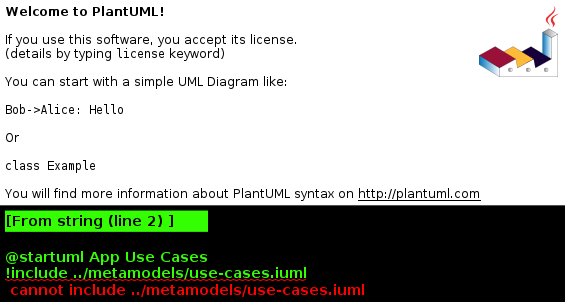 Welcome to PlantUML!
If you use this software, you accept its license.
(details by typing license keyword)
You can start with a simple UML Diagram like:
Bob->Alice: Hello
Or
class Example
You will find more information about PlantUML syntax on http://plantuml.com
[From string (line 2) ]
@startuml App Use Cases
!include ../metamodels/use-cases.iuml
cannot include ../metamodels/use-cases.iuml